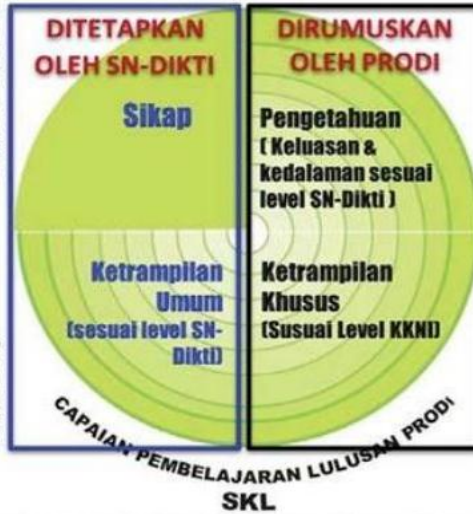 DITETAPKAN
OLEH SN-DIKTI
Sikap
Ketrampilan
Umum
(sesuai level SN-
Dikti)
DIRUMUSKAN
OLEH PRODI
Pengetahuan
( Keluasan &
kedalaman sesuai
level SN-Dikti )
Ketrampilan
Khusus
(Susuai Level KKNI)
CAPAIAN PEMBELAJARAN LULUSAN PRODI
SKL